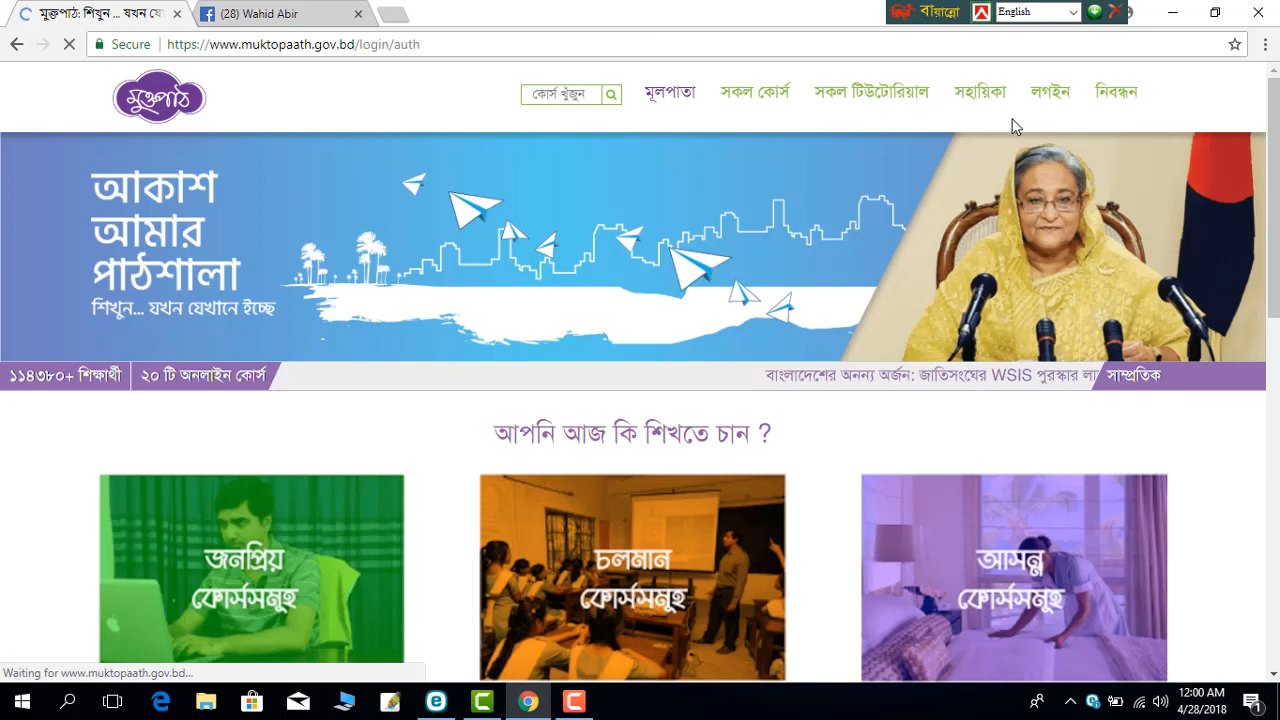 মুক্তপাঠ: শিখুন ... যখন যে
(28) Wahid Abir
বায়ান্নো
English
Secure
https://www.muktopaath.gov.bd/login/auth
মুক্তপাঠ
কোর্স খুঁজুন
মূলপাতা
সকল কোর্স
সকল টিউটোরিয়াল
সহায়িকা
লগইন
নিবন্ধন
আকাশ
আমার
পাঠশালা
শিখুন... যখন যেখানে ইচ্ছে
১১৪৩৮০+ শিক্ষার্থী
২০ টি অনলাইন কোর্স
বাংলাদেশের অনন্য অর্জন: জাতিসংঘের WSIS পুরস্কার লা
সাম্প্রতিক
আপনি আজ কি শিখতে চান ?
জনপ্রিয়
কোর্সসমূহ
চলমান
কোর্সসমূহ
আসন্ন
কোর্সসমূহ
Waiting for www.muktopaath.gov.bd...
12:00 AM
4/28/2018